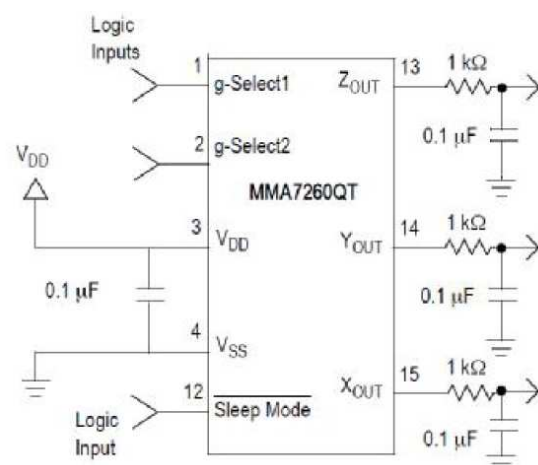 Logic
Inputs
1
g-Select1
2
g-Select2
V_DD
3
V_DD
0.1 μF
4
V_SS
12
Sleep Mode
Logic
Input
MMA7260QT
Z_OUT
13
1 kΩ
0.1 μF
Y_OUT
14
1 kΩ
0.1 μF
X_OUT
15
1 kΩ
0.1 μF